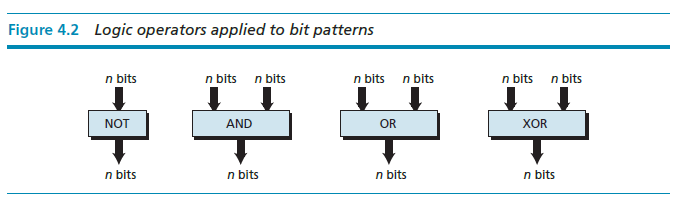 Figure 4.2 Logic operators applied to bit patterns
n bits n bits n bits n bits n bits n bits n bits
NOT AND OR XOR
n bits n bits n bits n bits